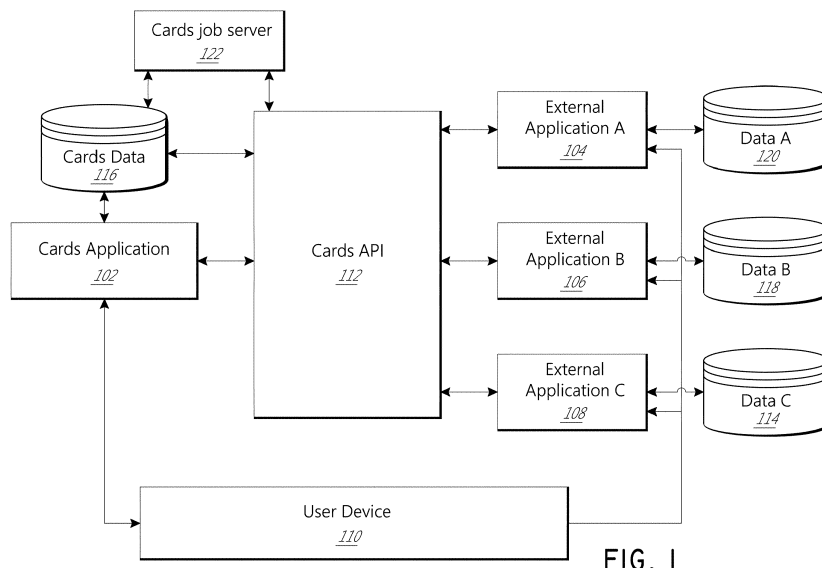 Cards job server
122
Cards Data
116
Cards Application
102
Cards API
112
External
Application A
104
Data A
120
External
Application B
106
Data B
118
External
Application C
108
Data C
114
User Device
110
FIG. 1